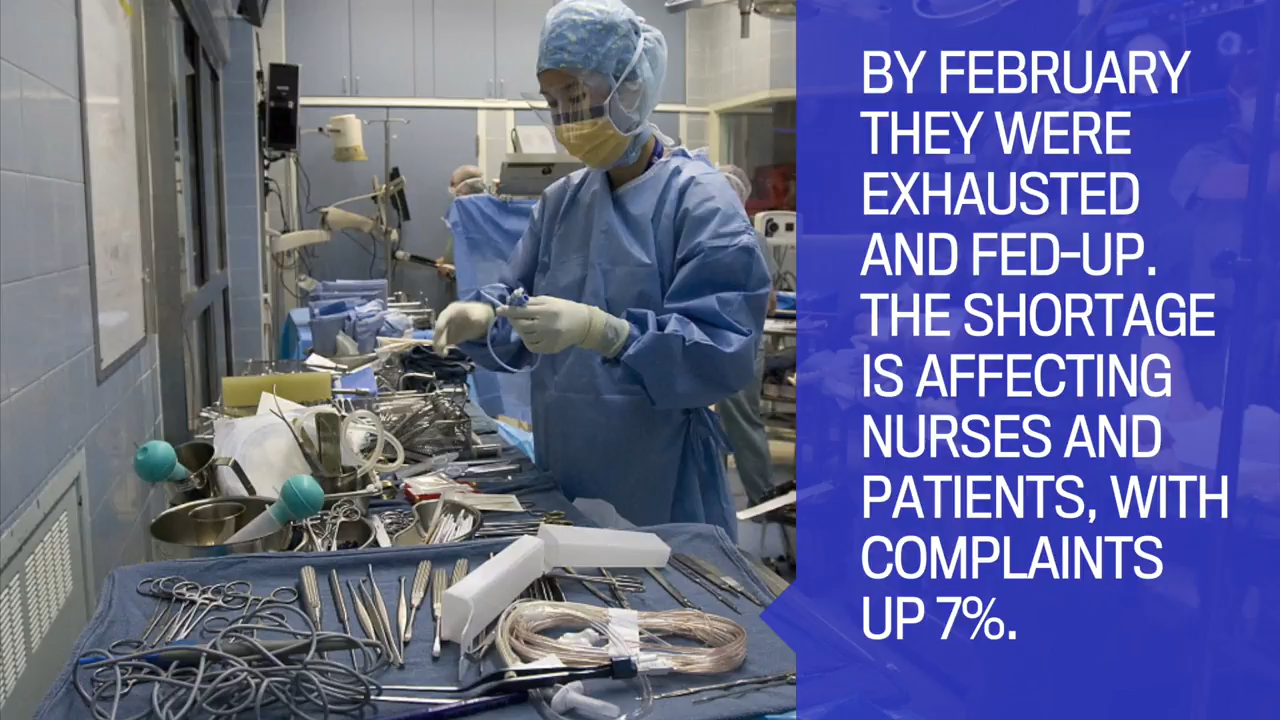 BY FEBRUARY
THEY WERE
EXHAUSTED
AND FED-UP.
THE SHORTAGE
IS AFFECTING
NURSES AND
PATIENTS, WITH
COMPLAINTS
UP 7%.